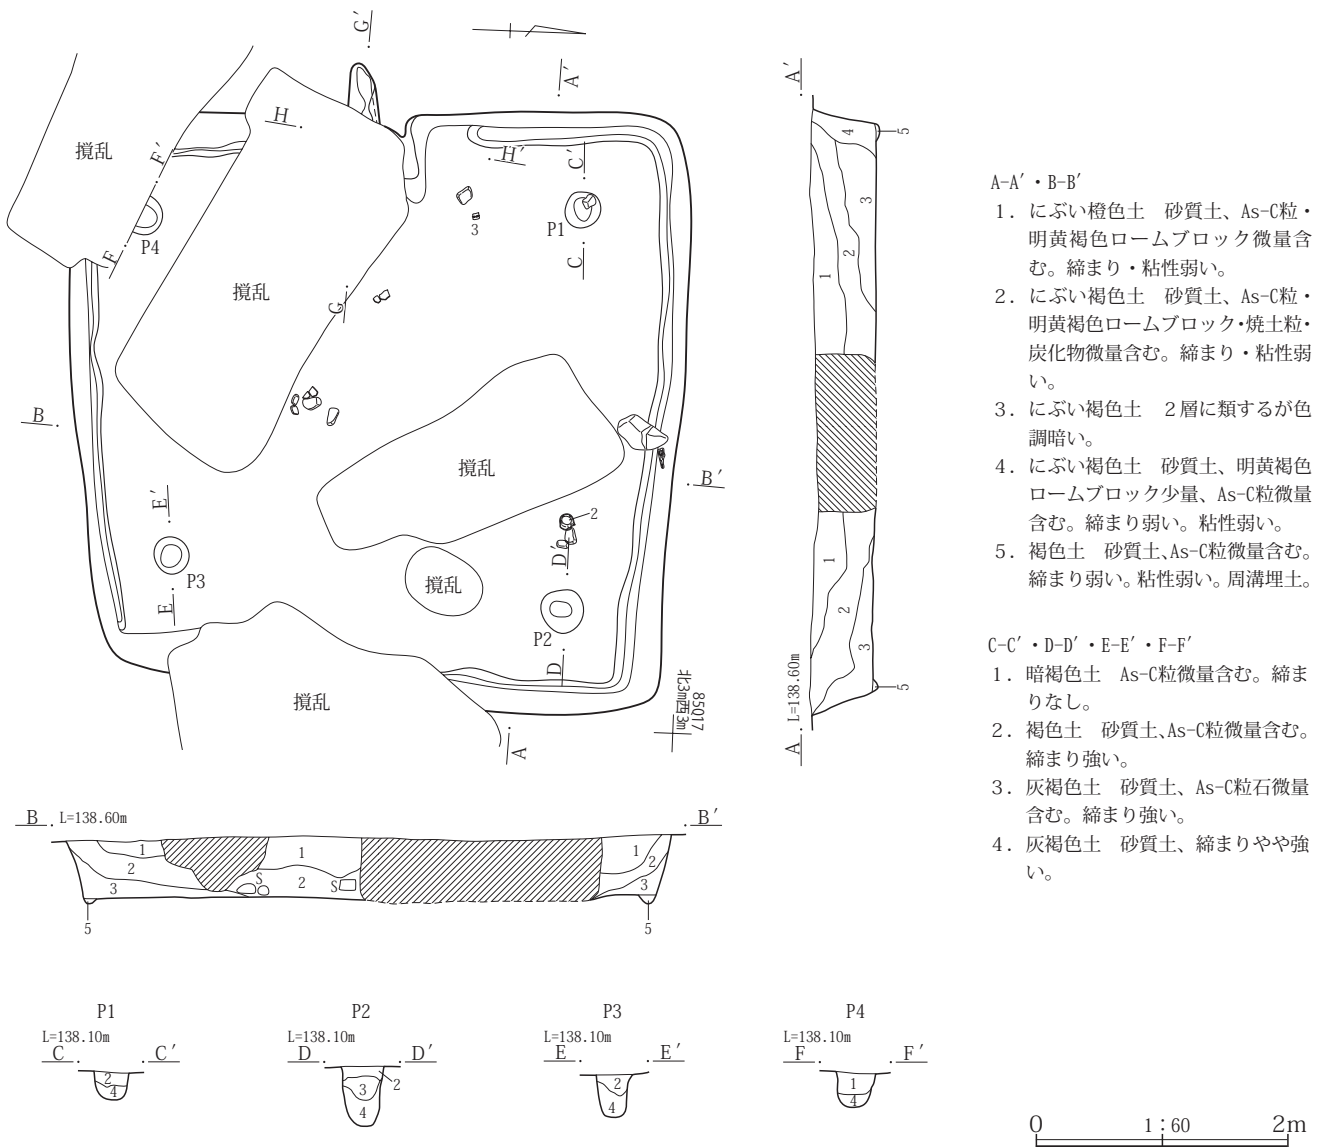 G′
A′
H
撹乱
F′
H′
C′
3
P1
P4
F
C
撹乱
G
B
撹乱
B′
E′
2
D′
撹乱
P3
P2
E
D
撹乱
85Q17
北3m西3m
A
A′
4
5
3
2
1
1
2
3
5
L=138.60m
A
A-A′・B-B′
1. にぶい橙色土　砂質土、As-C粒・
明黄褐色ロームブロック微量含
む。締まり・粘性弱い。
2. にぶい褐色土　砂質土、As-C粒・
明黄褐色ロームブロック・焼土粒・
炭化物微量含む。締まり・粘性弱
い。
3. にぶい褐色土　２層に類するが色
調暗い。
4. にぶい褐色土　砂質土、明黄褐色
ロームブロック少量、As-C粒微量
含む。締まり弱い。粘性弱い。
5. 褐色土　砂質土、As-C粒微量含む。
締まり弱い。粘性弱い。周溝埋土。
C-C′・D-D′・E-E′・F-F′
1. 暗褐色土　As-C粒微量含む。締ま
りなし。
2. 褐色土　砂質土、As-C粒微量含む。
締まり強い。
3. 灰褐色土　砂質土、As-C粒石微量
含む。締まり強い。
4. 灰褐色土　砂質土、締まりやや強
い。
B L=138.60m B′
1 1 1
2 S 2 S 2
3 3
5 5
P1 P2 P3 P4
L=138.10m L=138.10m L=138.10m L=138.10m
C C′ D D′ E E′ F F′
2 4
3 2 4
2 4
1 4
0 1:60 2m